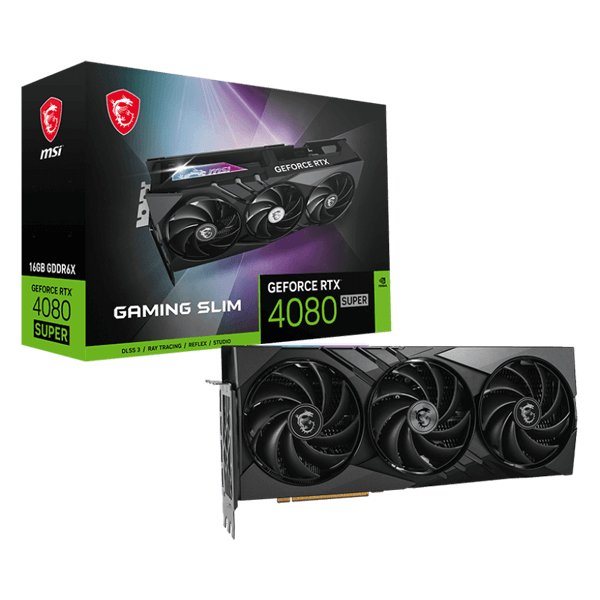 msi
16GB GDDR6X
GEFORCE RTX
4080
SUPER
GEFORCE RTX
GAMING SLIM
DLSS 3 / RAY TRACING / REFLEX / STUDIO
GEFORCE RTX
4080 SUPER